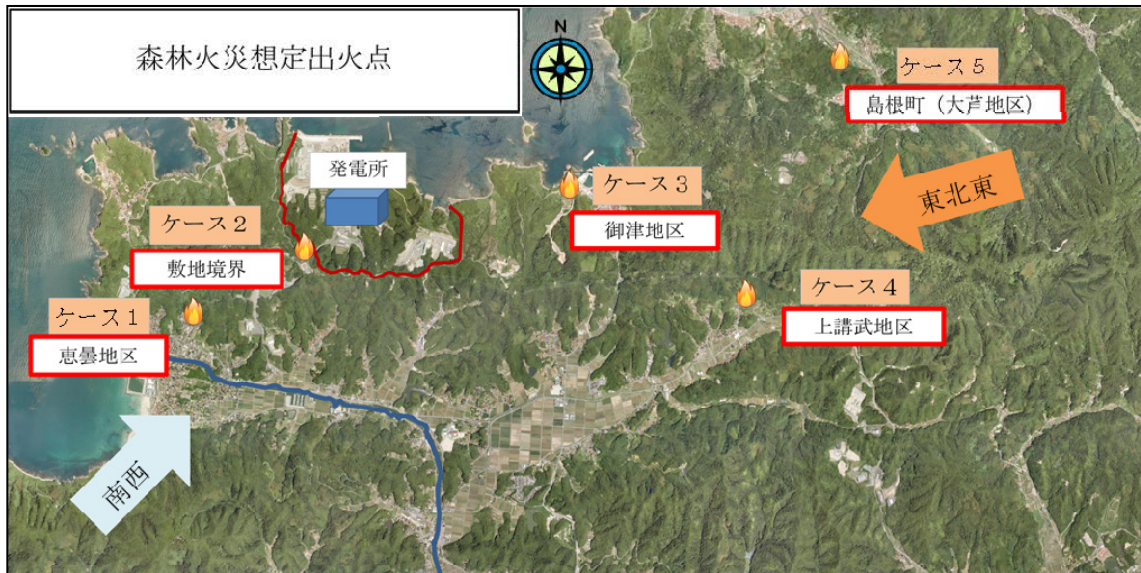 森林火災想定出火点
N
ケース5
島根町（大芦地区）
発電所
ケース3
東北東
御津地区
ケース2
敷地境界
ケース4
ケース1
上講武地区
恵曇地区
南西